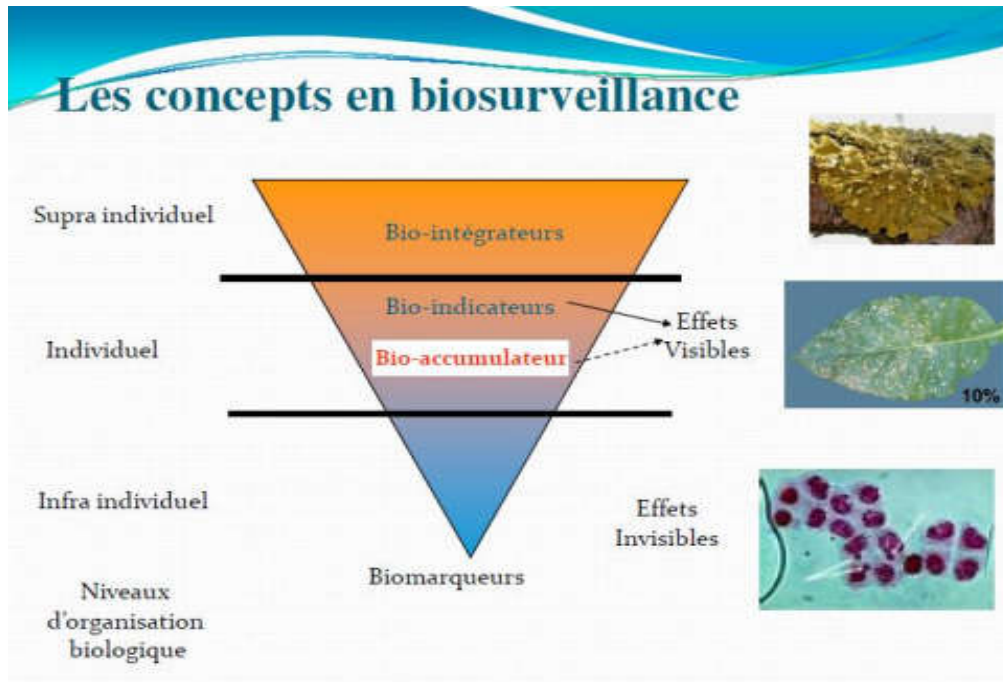 Les concepts en biosurveillance
Supra individuel
Bio-intégrateurs
Bio-indicateurs
Effets
Visibles
Individuel
Bio-accumulateur
10%
Infra individuel
Effets
Invisibles
Biomarqueurs
Niveaux
d'organisation
biologique